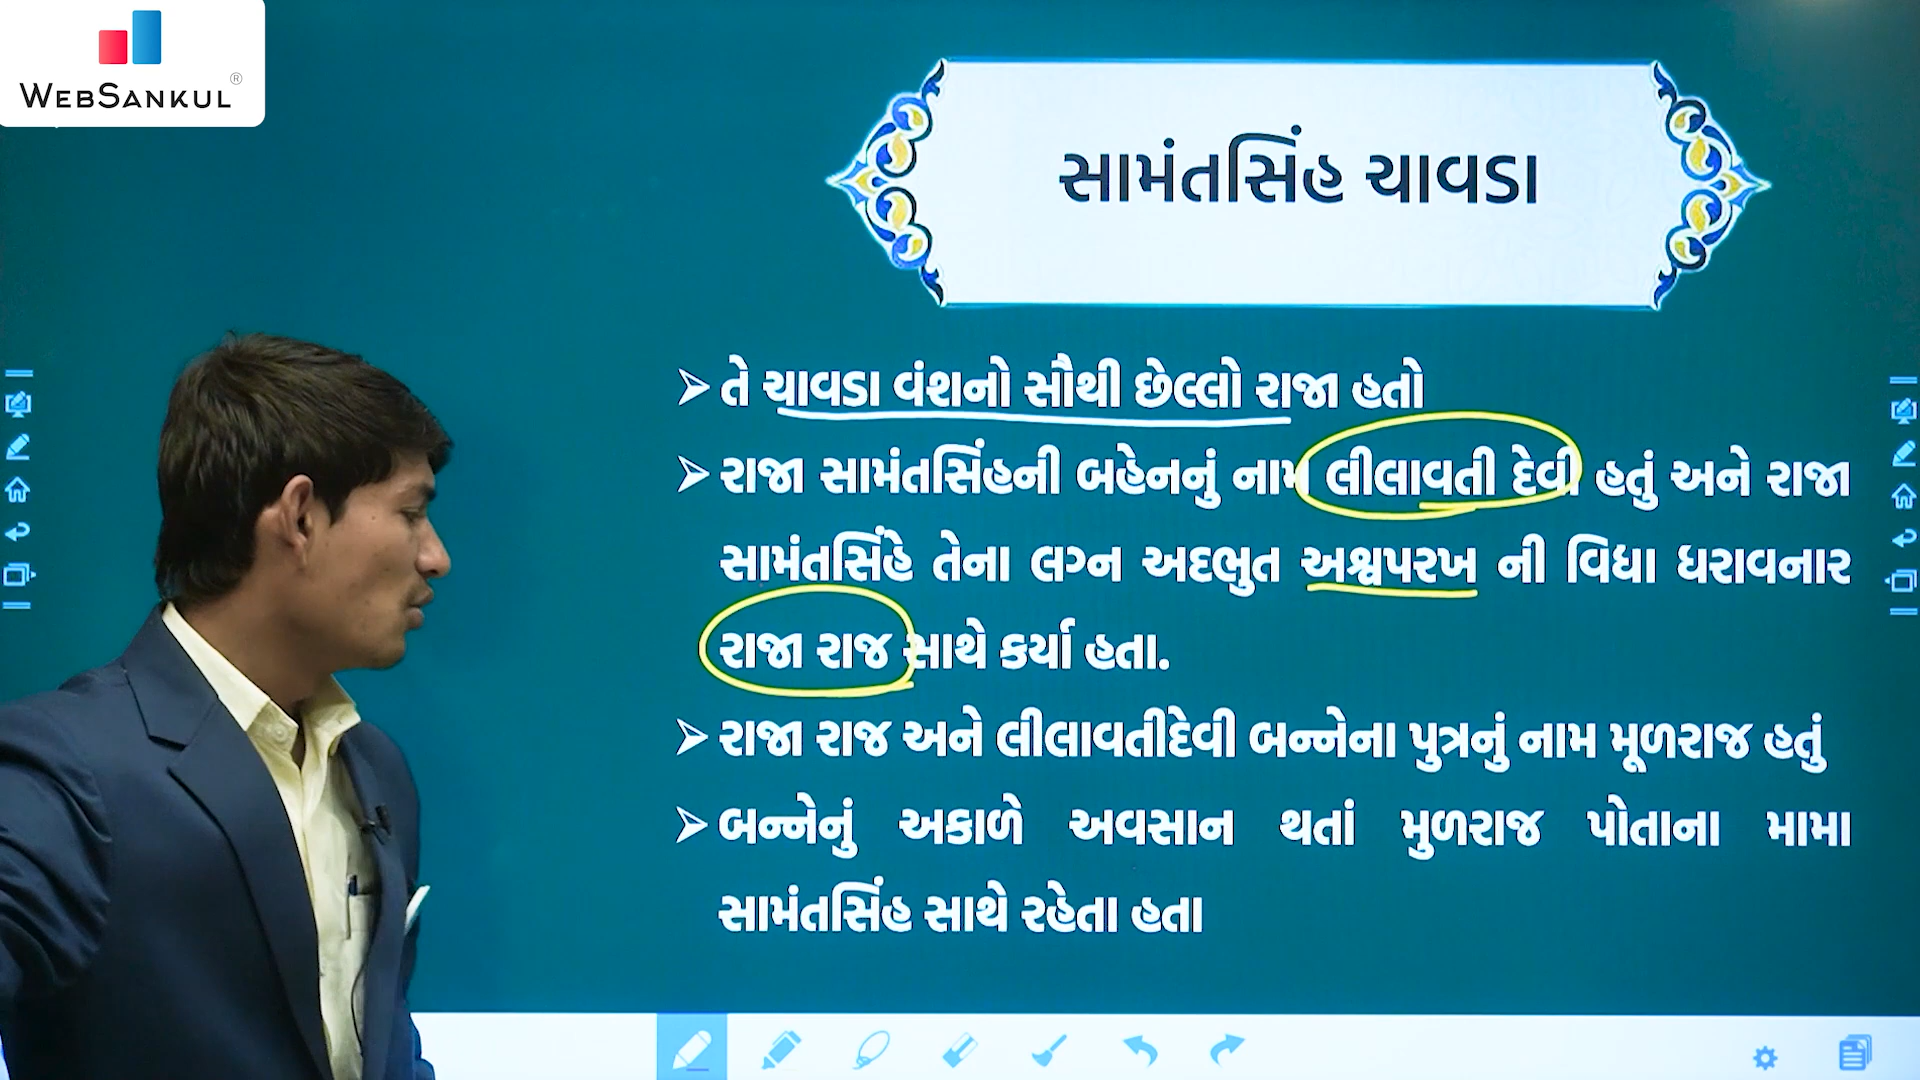 WEBSANKUL®
સામંતસિંહ ચાવડા
➢ તે ચાવડા વંશનો સૌથી છેલ્લો રાજા હતો
➢ રાજા સામંતસિંહની બહેનનું નામ લીલાવતી દેવી હતું અને રાજા
સામંતસિંહે તેના લગ્ન અદભુત અશ્વપરખ ની વિદ્યા ધરાવનાર
રાજા રાજ સાથે કર્યા હતા.
➢ રાજા રાજ અને લીલાવતીદેવી બન્નેના પુત્રનું નામ મૂળરાજ હતું
➢ બન્નેનું અકાળે અવસાન થતાં મુળરાજ પોતાના મામા
સામંતસિંહ સાથે રહેતા હતા